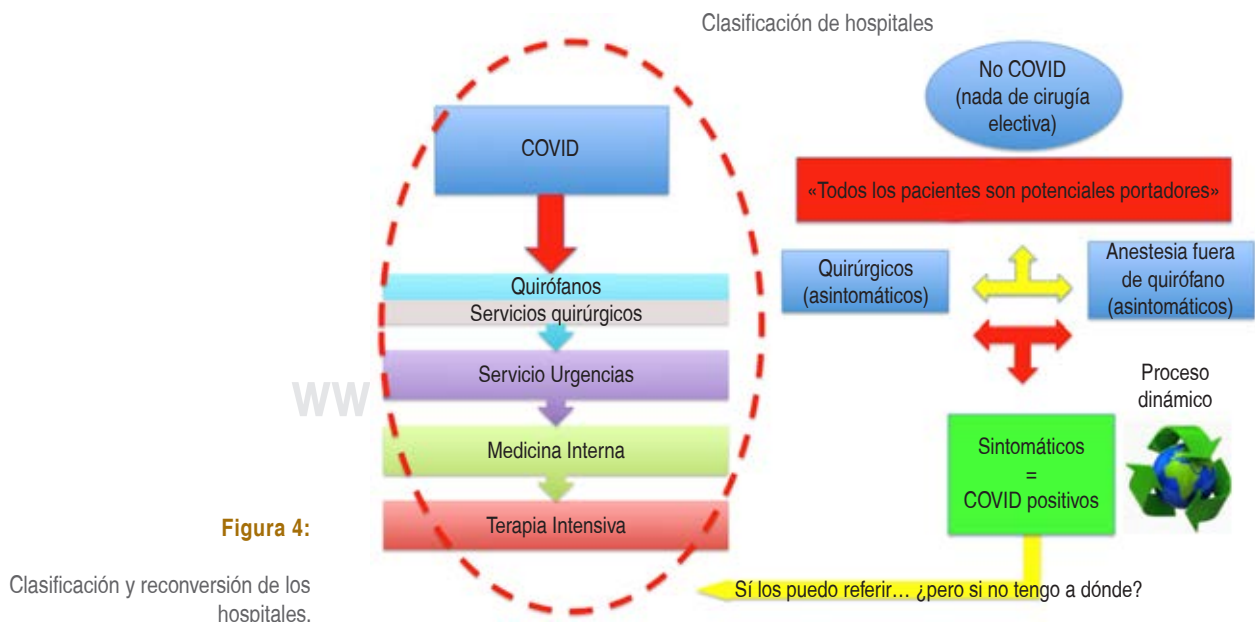 Clasificación de hospitales
COVID
Quirófanos
Servicios quirúrgicos
Servicio Urgencias
Medicina Interna
Terapia Intensiva
No COVID
(nada de cirugía
electiva)
«Todos los pacientes son potenciales portadores»
Quirúrgicos
(asintomáticos)
Anestesia fuera
de quirófano
(asintomáticos)
Proceso
dinámico
Sintomáticos
=
COVID positivos
Sí los puedo referir... ¿pero si no tengo a dónde?
WW
Figura 4:
Clasificación y reconversión de los
hospitales.